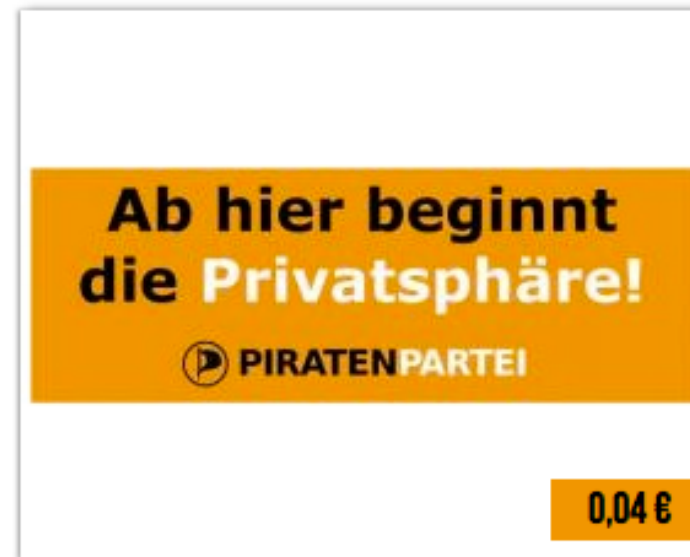 Ab hier beginnt
die Privatsphäre!
PIRATENPARTEI
0,04 €